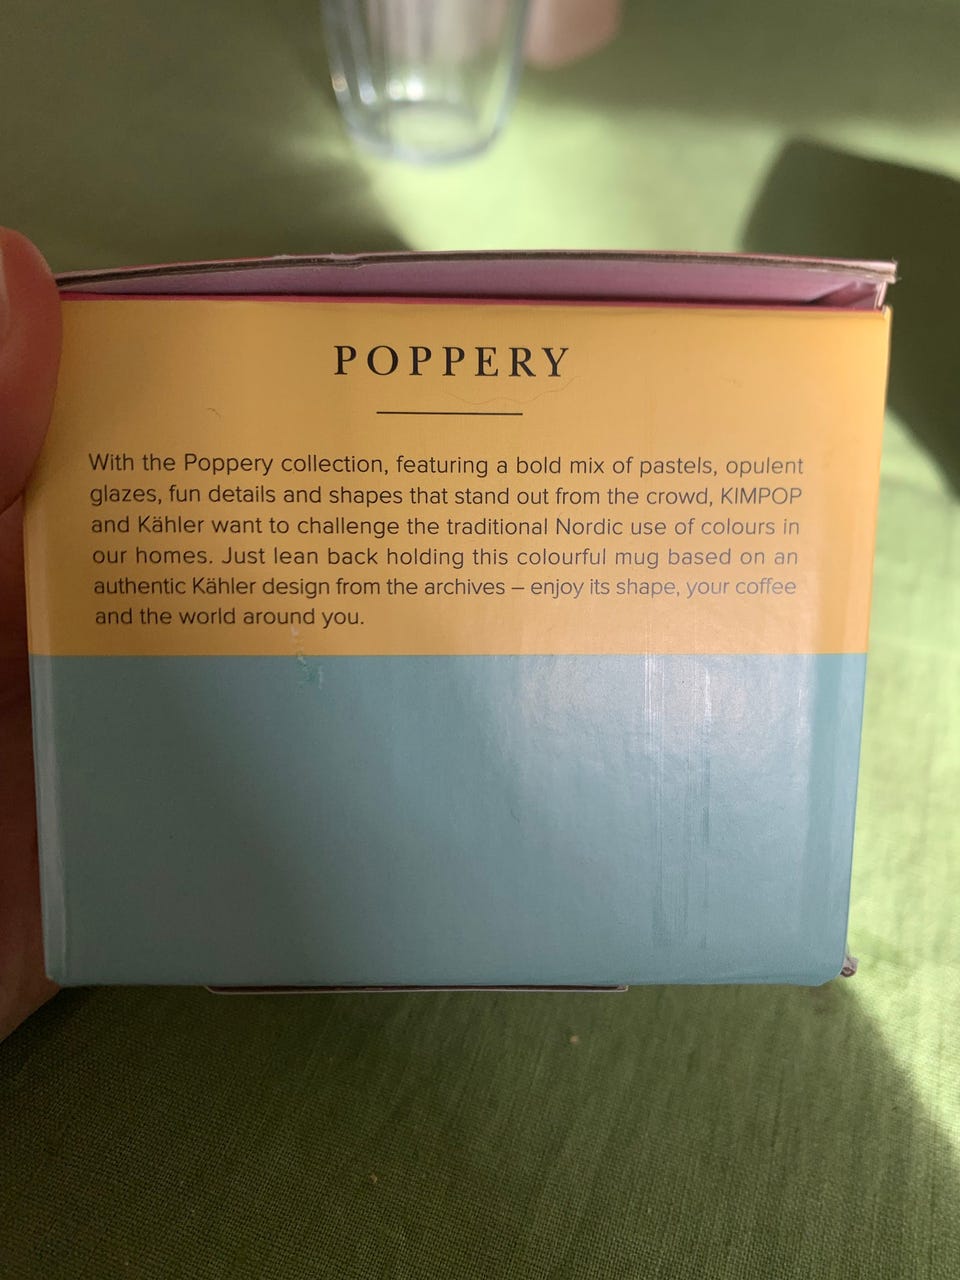 POPPERY
With the Poppery collection, featuring a bold mix of pastels, opulent
glazes, fun details and shapes that stand out from the crowd, KIMPOP
and Kähler want to challenge the traditional Nordic use of colours in
our homes. Just lean back holding this colourful mug based on an
authentic Kähler design from the archives – enjoy its shape, your coffee
and the world around you.